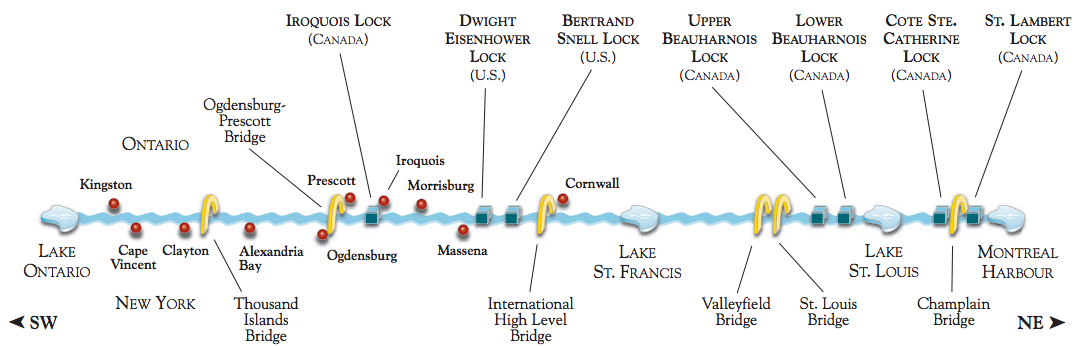 IROQUOIS LOCK
(CANADA)
DWIGHT
EISENHOWER
LOCK
(U.S.)
BERTRAND
SNELL LOCK
(U.S.)
UPPER
BEAUHARNOIS
LOCK
(CANADA)
LOWER
BEAUHARNOIS
LOCK
(CANADA)
COTE STE.
CATHERINE
LOCK
(CANADA)
ST. LAMBERT
LOCK
(CANADA)
Ogdensburg-
Prescott
Bridge
ONTARIO
Kingston
Prescott
Iroquois
Morrisburg
Cornwall
LAKE
ONTARIO
Cape
Vincent
Clayton
Alexandria
Bay
Ogdensburg
Massena
LAKE
ST. FRANCIS
LAKE
ST. LOUIS
MONTREAL
HARBOUR
NEW YORK
Thousand
Islands
Bridge
International
High Level
Bridge
Valleyfield
Bridge
St. Louis
Bridge
Champlain
Bridge
SW
NE